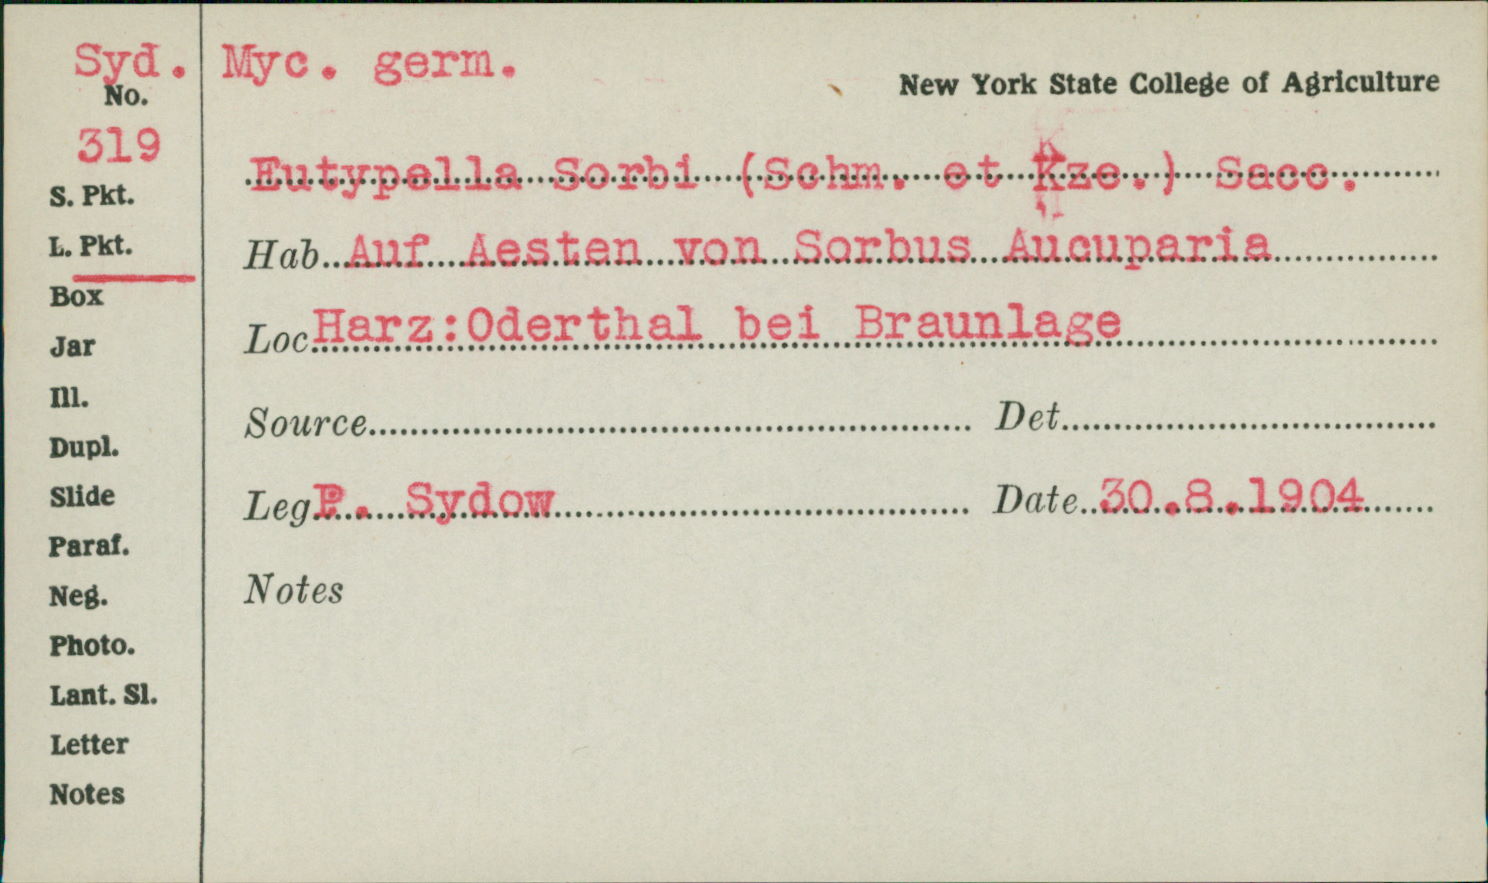 Syd. Myc. germ.
No.
New York State College of Agriculture
319
Eutypella Sorbi (Schm. et Kze.) Sacc.
S. Pkt.
L. Pkt.
Hab. Auf Aesten von Sorbus Aucuparia
Box
Loc. Harz:Oderthal bei Braunlage
Jar
Ill.
Source Det.
Dupl.
Slide
Leg. P. Sydow Date 30.8.1904
Paraf.
Neg.
Notes
Photo.
Lant. Sl.
Letter
Notes